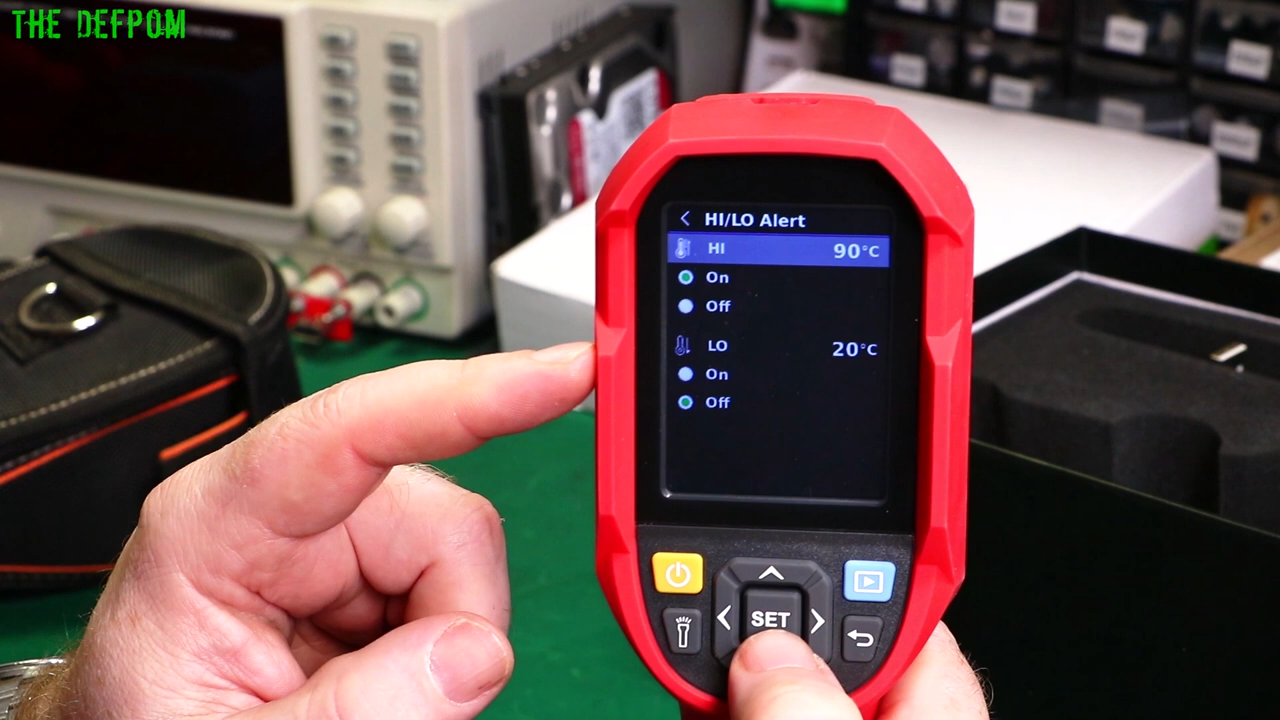 THE DEFPOM
HI/LO Alert
HI 90°C
On
Off
LO 20°C
On
Off
SET